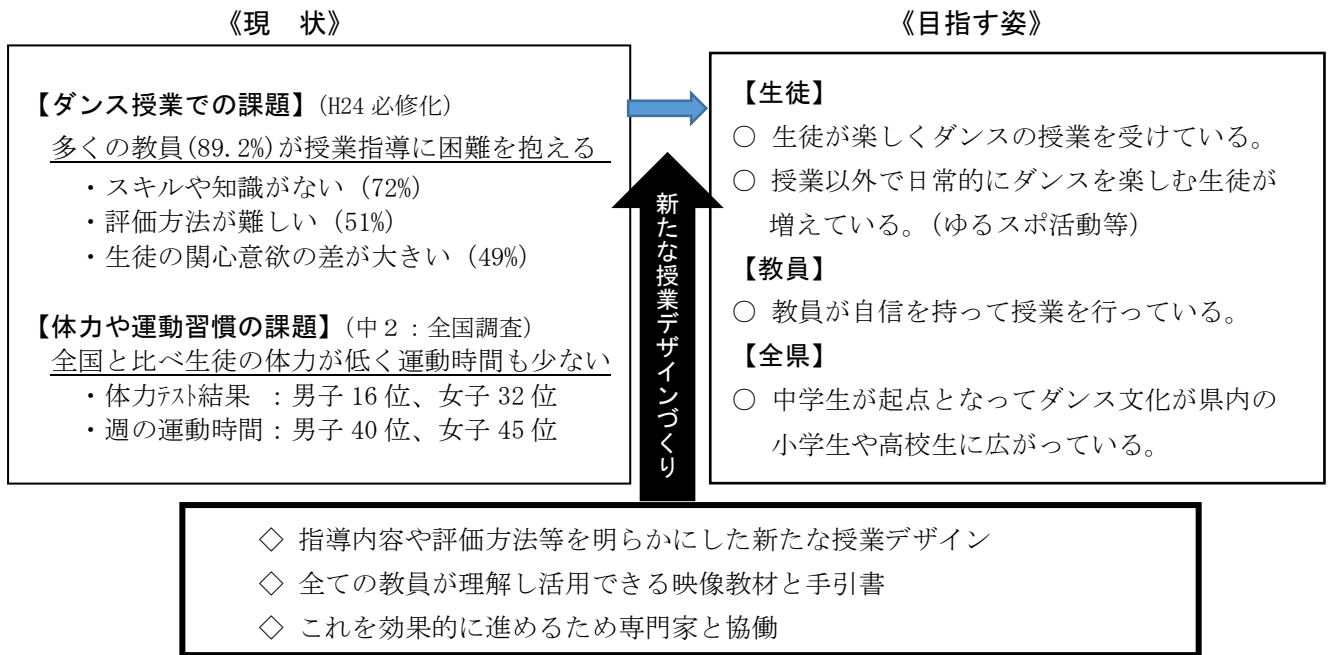 《現　状》
【ダンス授業での課題】(H24 必修化)
多くの教員(89.2%)が授業指導に困難を抱える
・スキルや知識がない (72%)
・評価方法が難しい (51%)
・生徒の関心意欲の差が大きい (49%)
【体力や運動習慣の課題】(中２：全国調査)
全国と比べ生徒の体力が低く運動時間も少ない
・体力ﾃｽﾄ結果 ：男子 16 位、女子 32 位
・週の運動時間：男子 40 位、女子 45 位
新たな授業デザインづくり
《目指す姿》
【生徒】
○ 生徒が楽しくダンスの授業を受けている。
○ 授業以外で日常的にダンスを楽しむ生徒が
増えている。(ゆるスポ活動等)
【教員】
○ 教員が自信を持って授業を行っている。
【全県】
○ 中学生が起点となってダンス文化が県内の
小学生や高校生に広がっている。
◇ 指導内容や評価方法等を明らかにした新たな授業デザイン
◇ 全ての教員が理解し活用できる映像教材と手引書
◇ これを効果的に進めるため専門家と協働